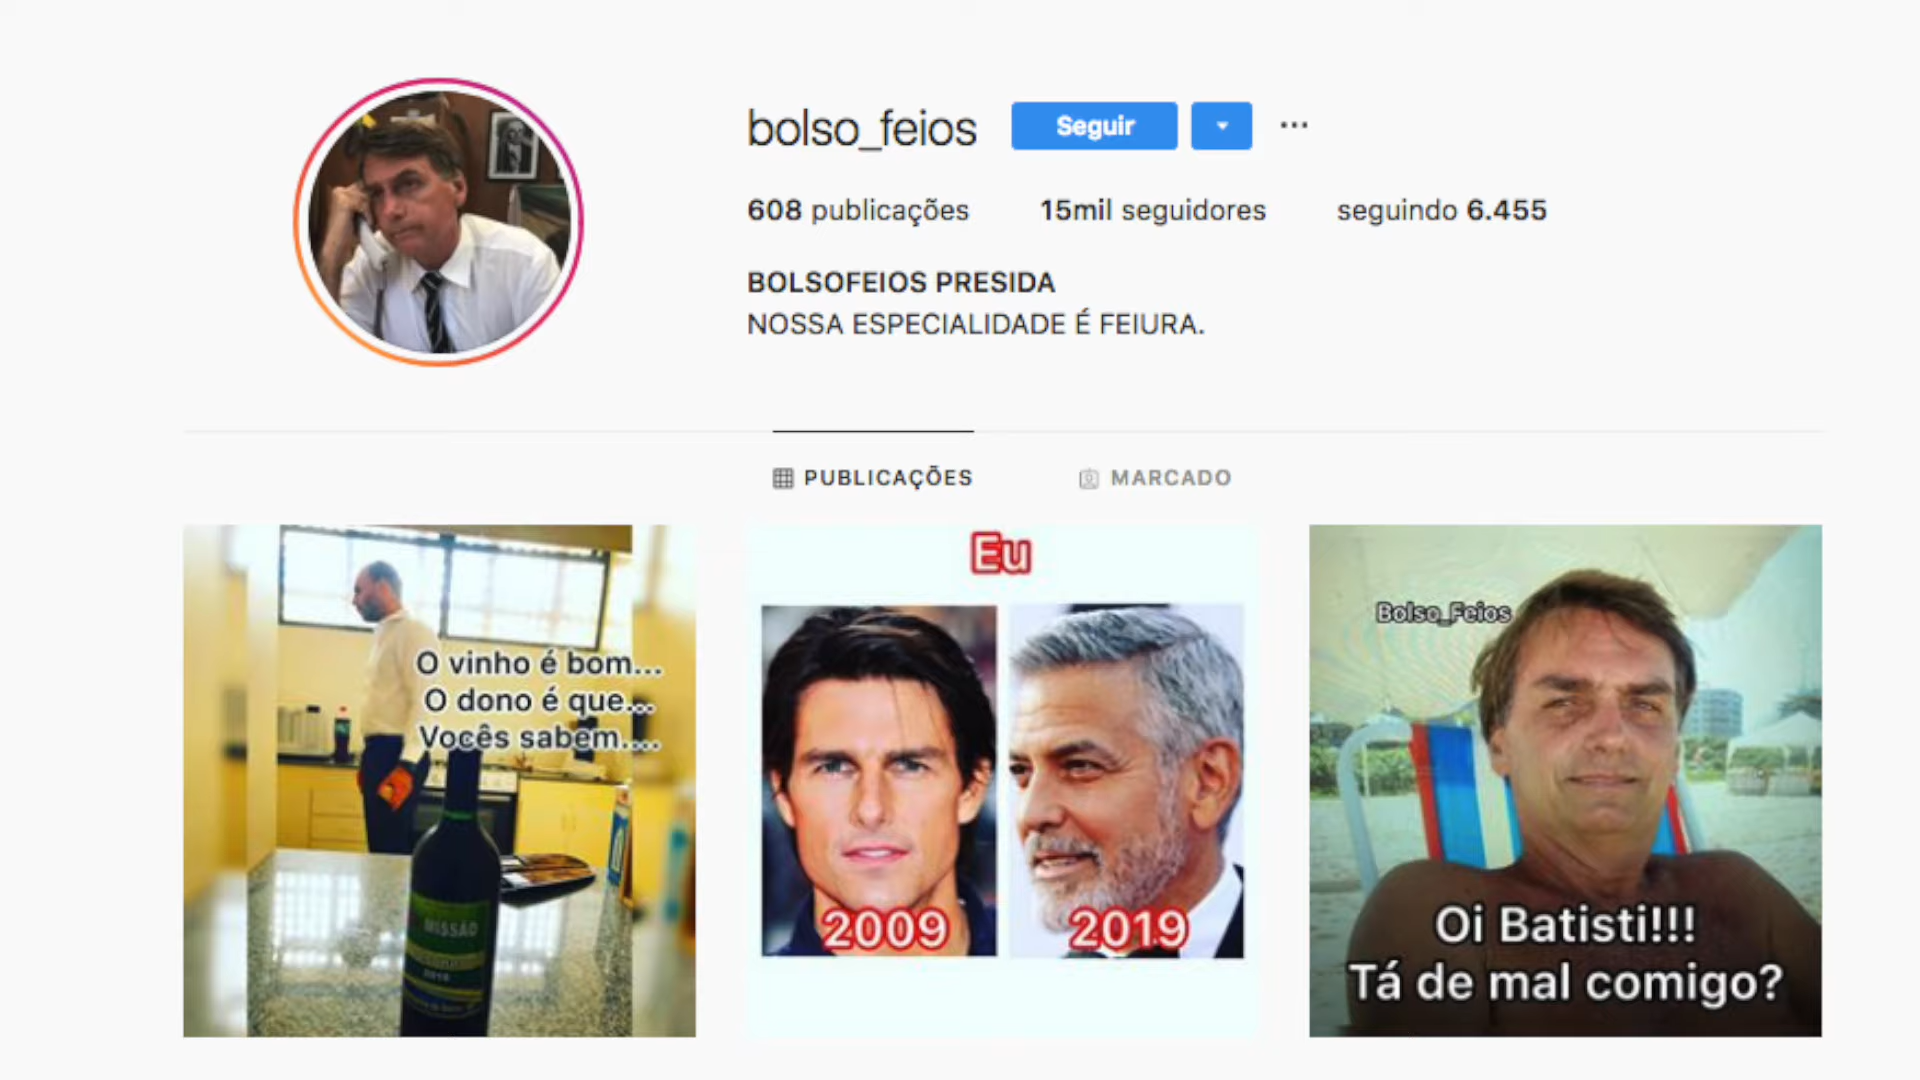 bolso_feios
Seguir
608 publicações
15mil seguidores
seguindo 6.455
BOLSOFEIOS PRESIDA
NOSSA ESPECIALIDADE É FEIURA.
PUBLICAÇÕES
MARCADO
O vinho é bom...
O dono é que...
Vocês sabem....
MISSÃO
Eu
2009
2019
Bolso_Feios
Oi Batisti!!!
Tá de mal comigo?